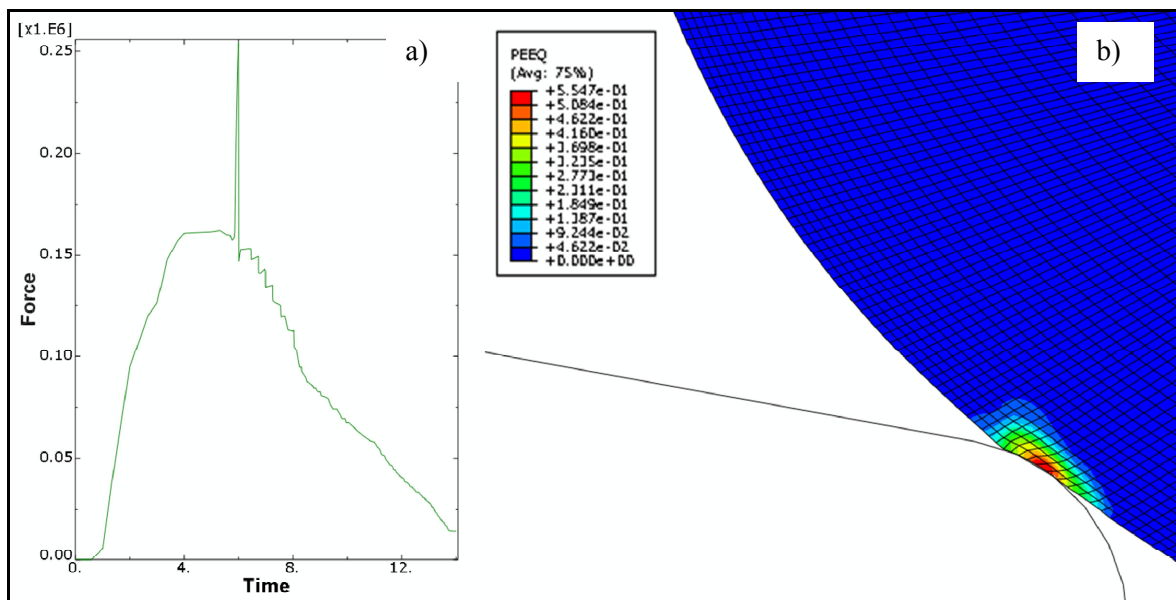 [x1.E6]
a)
0.25
0.20
0.15
0.10
0.05
0.00
Force
0.
4.
8.
12.
Time
PEEQ
(Avg: 75%)
+5.547e-01
+5.084e-01
+4.622e-01
+4.160e-01
+3.698e-01
+3.235e-01
+2.773e-01
+2.311e-01
+1.849e-01
+1.387e-01
+9.244e-02
+4.622e-02
+0.000e+00
b)